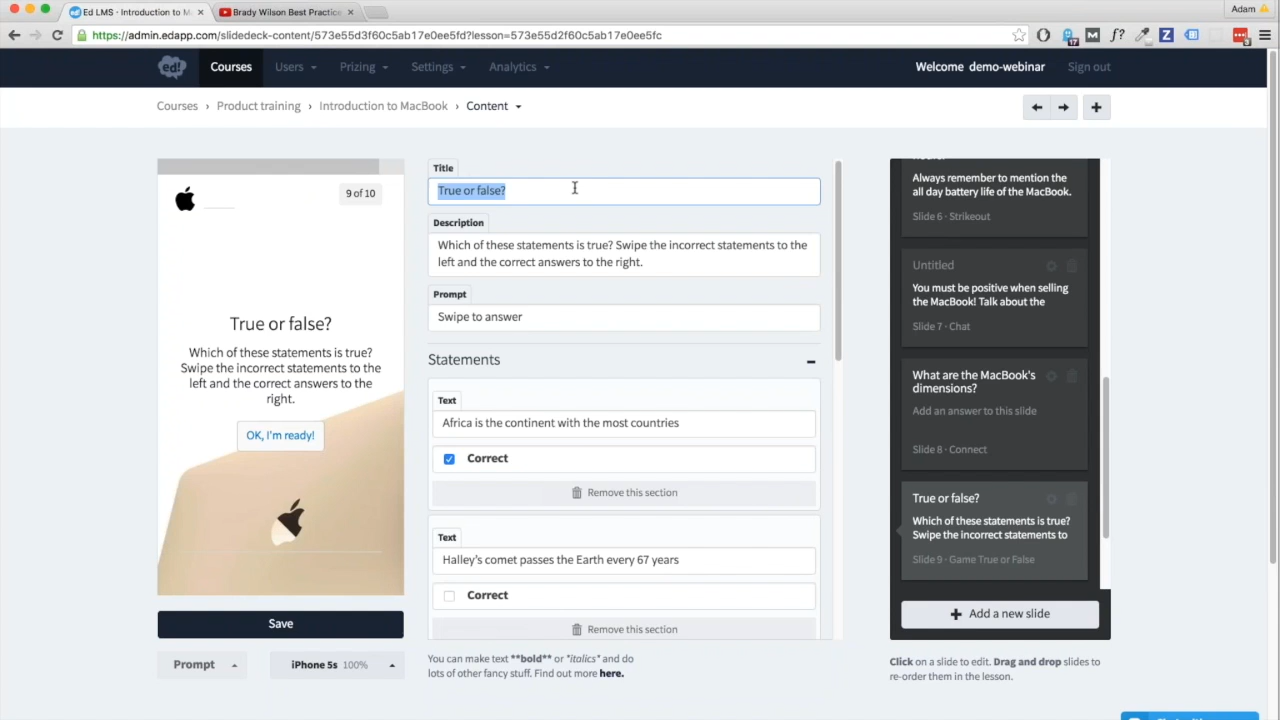 Ed LMS - Introduction to M
Brady Wilson Best Practice
Adam
https://admin.edapp.com/slidedeck-content/573e55d3f60c5ab17e0ee5fd?lesson=573e55d2f60c5ab17e0ee5fc
ed!
Courses
Users
Prizing
Settings
Analytics
Welcome demo-webinar
Sign out
Courses › Product training › Introduction to MacBook › Content
9 of 10
True or false?
Which of these statements is true?
Swipe the incorrect statements to the
left and the correct answers to the
right.
OK, I'm ready!
Save
Prompt
iPhone 5s 100%
Title
True or false?
Description
Which of these statements is true? Swipe the incorrect statements to the
left and the correct answers to the right.
Prompt
Swipe to answer
Statements
Text
Africa is the continent with the most countries
Correct
Remove this section
Text
Halley's comet passes the Earth every 67 years
Correct
Remove this section
You can make text **bold** or *italics* and do
lots of other fancy stuff. Find out more here.
Always remember to mention the
all day battery life of the MacBook.
Slide 6 · Strikeout
Untitled
You must be positive when selling
the MacBook! Talk about the
Slide 7 · Chat
What are the MacBook's
dimensions?
Add an answer to this slide
Slide 8 · Connect
True or false?
Which of these statements is true?
Swipe the incorrect statements to
Slide 9 · Game True or False
Add a new slide
Click on a slide to edit. Drag and drop slides to
re-order them in the lesson.